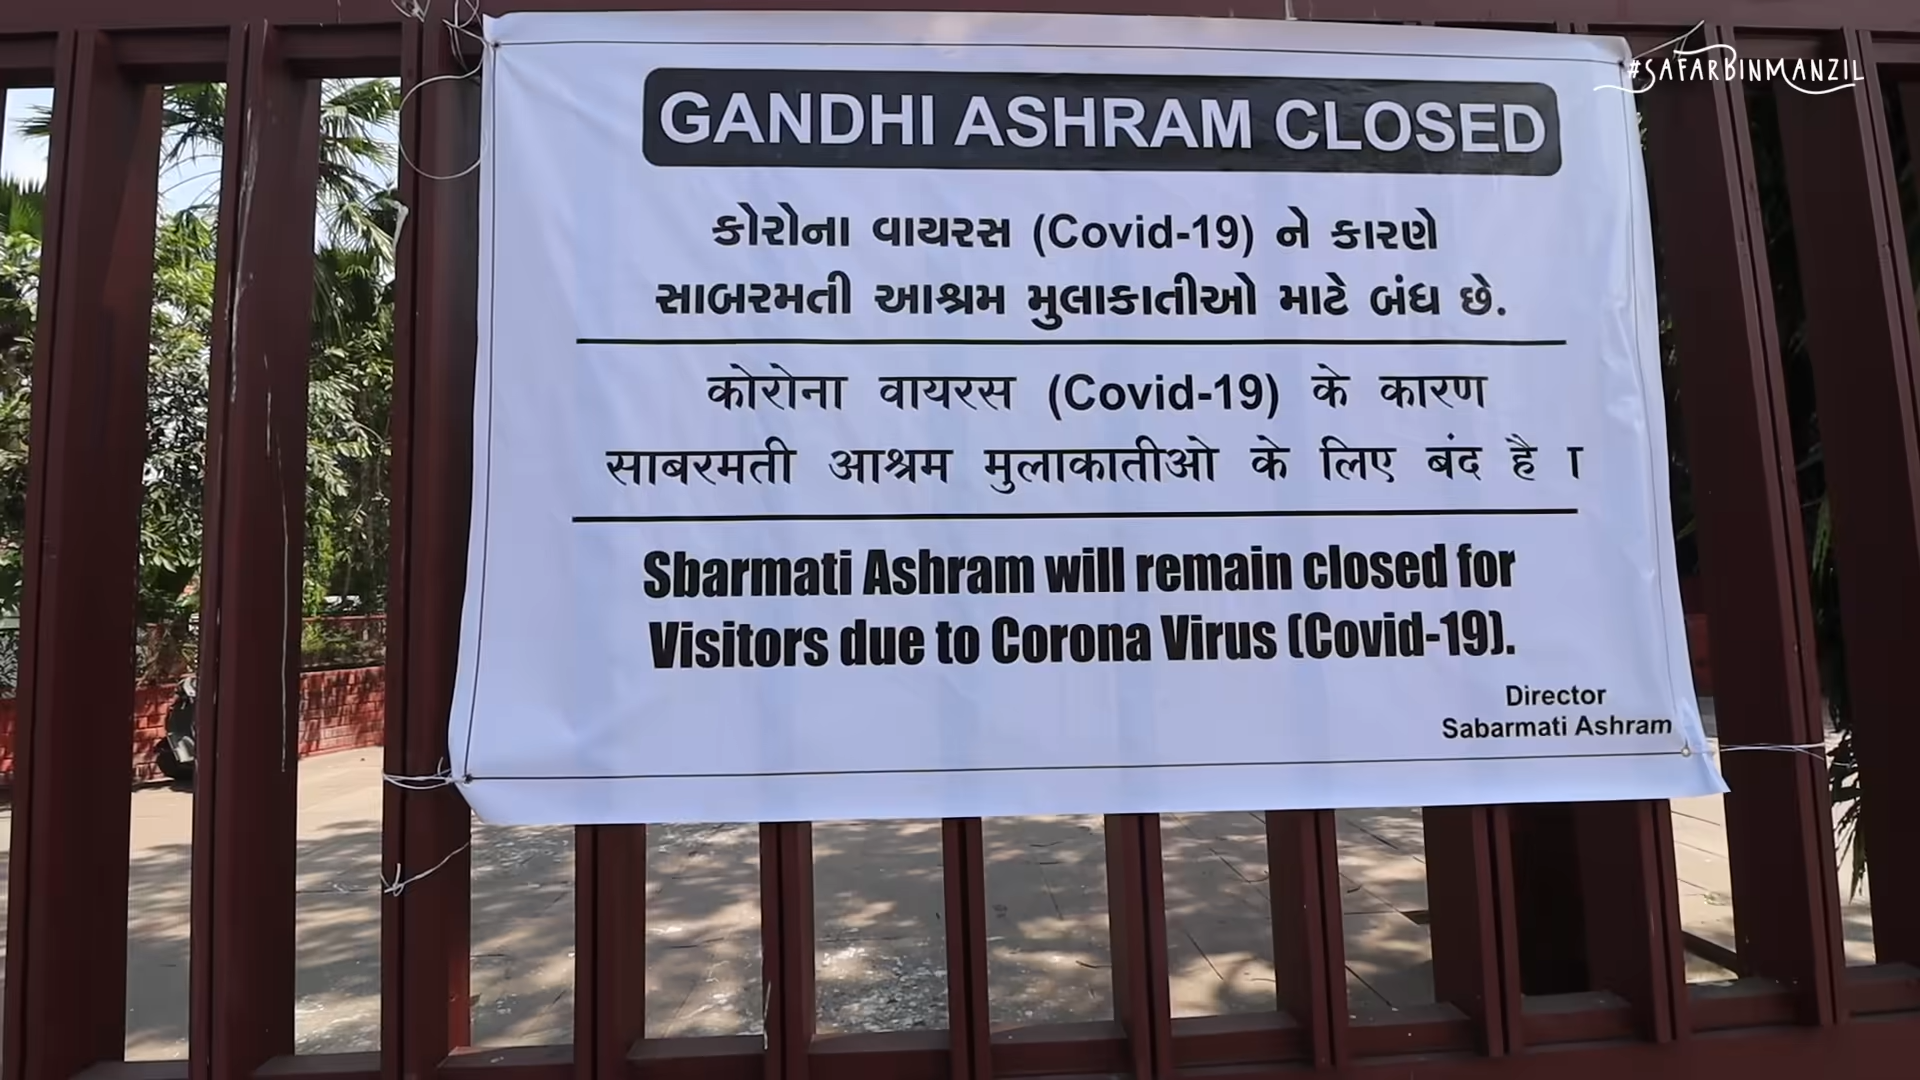 #SAFARBINMANZIL
GANDHI ASHRAM CLOSED
કોરોના વાયરસ (Covid-19) ને કારણે
સાબરમતી આશ્રમ મુલાકાતીઓ માટે બંધ છે.
कोरोना वायरस (Covid-19) के कारण
साबरमती आश्रम मुलाकातीओ के लिए बंद है ा
Sbarmati Ashram will remain closed for
Visitors due to Corona Virus (Covid-19).
Director
Sabarmati Ashram